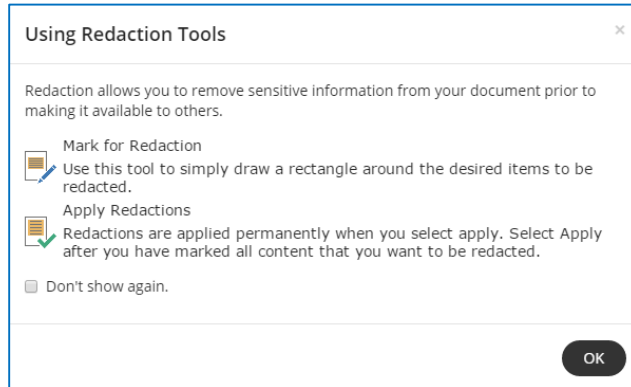 Using Redaction Tools
×
Redaction allows you to remove sensitive information from your document prior to
making it available to others.
Mark for Redaction
Use this tool to simply draw a rectangle around the desired items to be
redacted.
Apply Redactions
Redactions are applied permanently when you select apply. Select Apply
after you have marked all content that you want to be redacted.
Don't show again.
OK